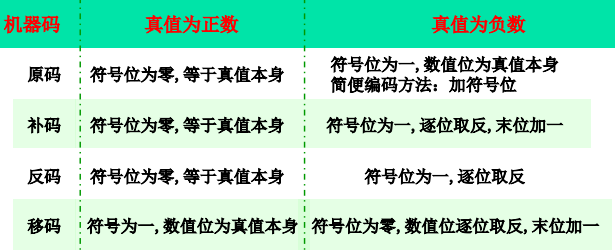 机器码 真值为正数 真值为负数
原码 符号位为零,等于真值本身 符号位为一,数值位为真值本身
简便编码方法：加符号位
补码 符号位为零,等于真值本身 符号位为一,逐位取反,末位加一
反码 符号位为零,等于真值本身 符号位为一,逐位取反
移码 符号为一,数值位为真值本身 符号位为零,数值位逐位取反,末位加一